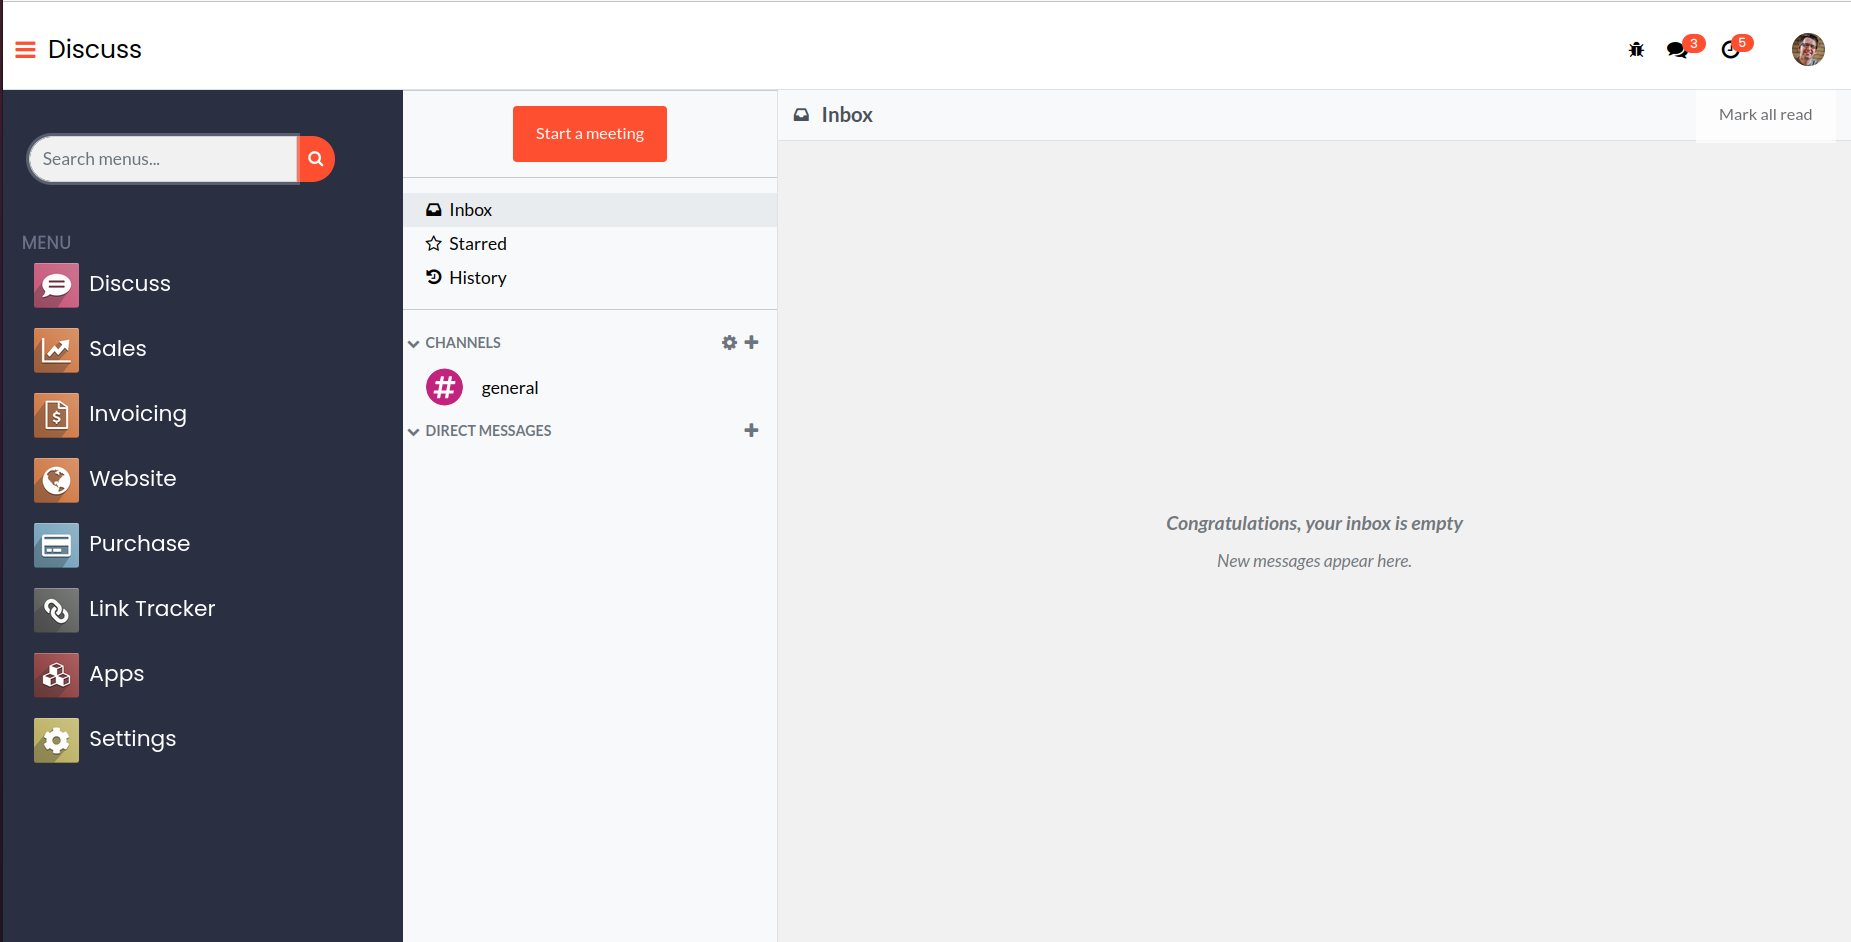 Discuss
3
5
Search menus...
MENU
Discuss
Sales
Invoicing
Website
Purchase
Link Tracker
Apps
Settings
Start a meeting
Inbox
Starred
History
CHANNELS
general
DIRECT MESSAGES
Inbox
Mark all read
Congratulations, your inbox is empty
New messages appear here.